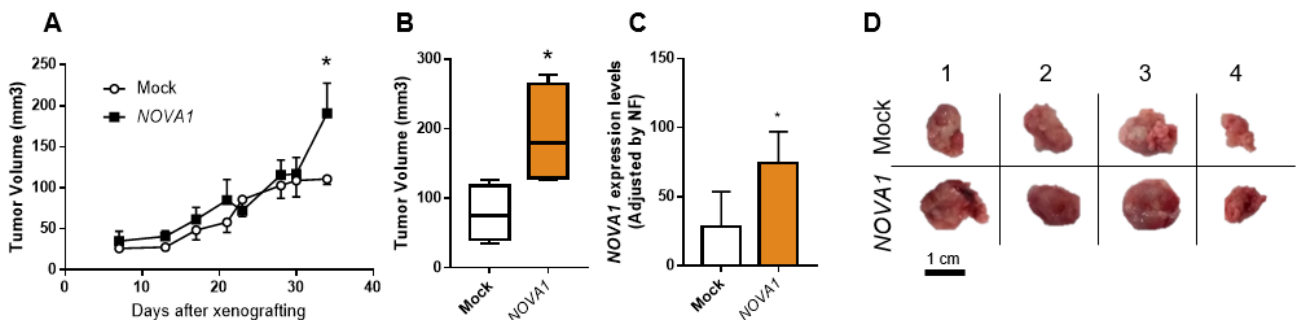 A
Tumor Volume (mm3)
250
200
150
100
50
0
0
10
20
30
40
Days after xenografting
Mock
NOVA1
*
B
Tumor Volume (mm3)
300
200
100
0
*
Mock
NOVA1
C
NOVA1 expression levels
(Adjusted by NF)
150
100
50
0
*
Mock
NOVA1
D
1
2
3
4
Mock
NOVA1
1 cm